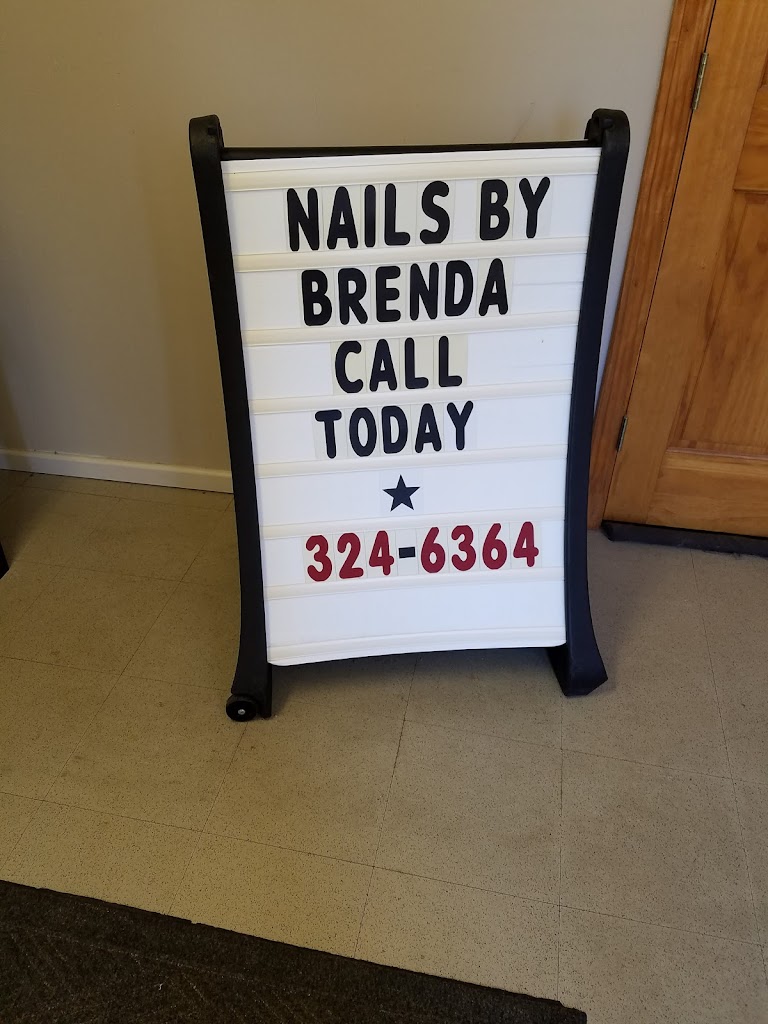 NAILS BY
BRENDA
CALL
TODAY
★
324-6364